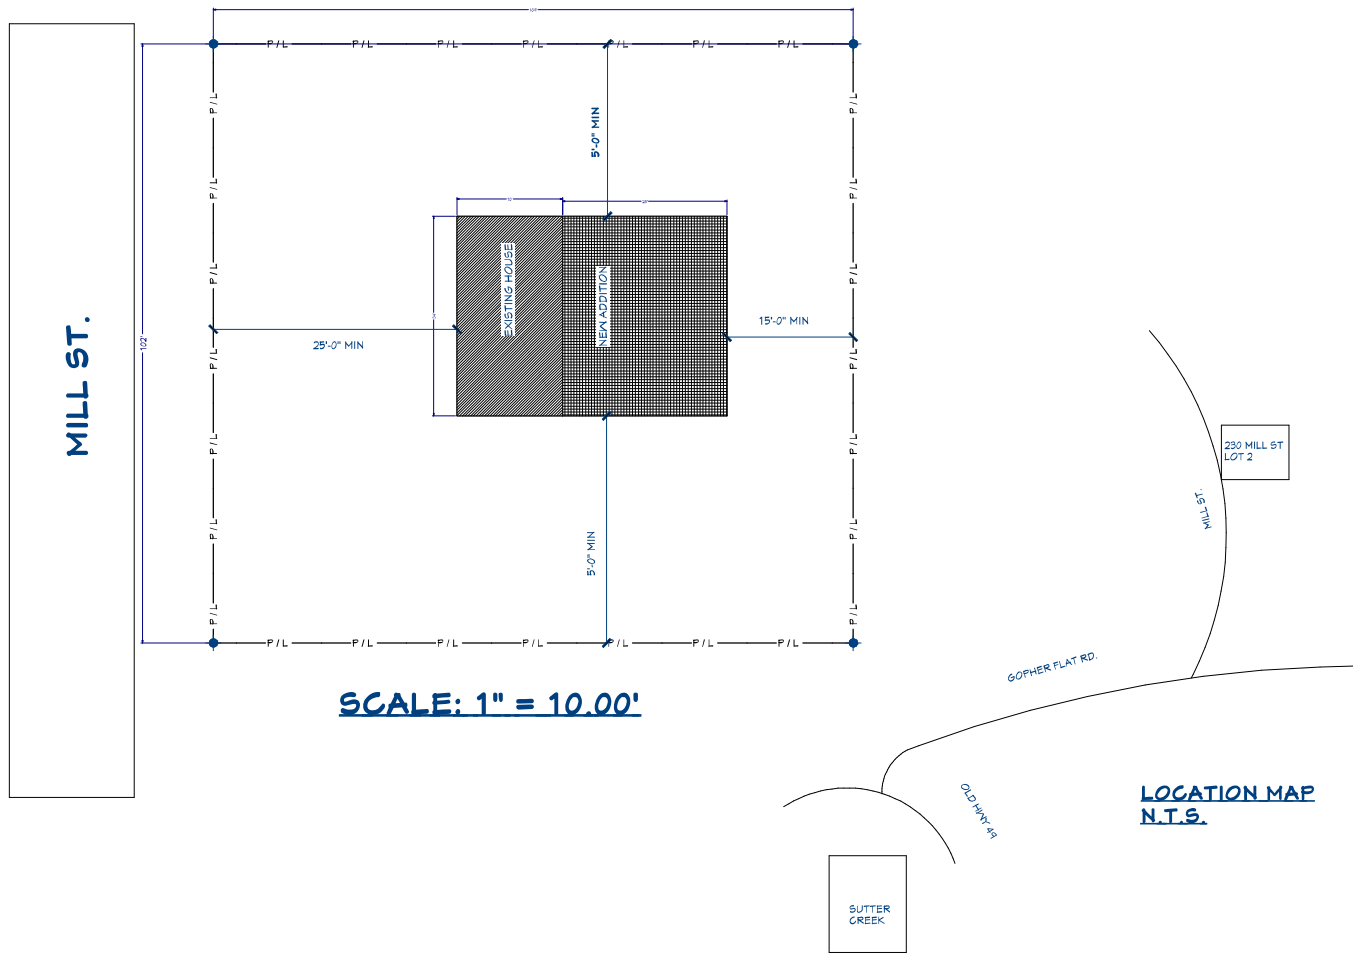 P/L P/L P/L P/L P/L P/L P/L
P/L
P/L
P/L
P/L
P/L
P/L
P/L
P/L
P/L
P/L
P/L
P/L
P/L
P/L
5'-0" MIN
MILL ST.
102'
EXISTING HOUSE
NEW ADDITION
25'-0" MIN
15'-0" MIN
5'-0" MIN
P/L P/L P/L P/L P/L P/L P/L
SCALE: 1" = 10.00'
230 MILL ST
LOT 2
MILL ST.
GOPHER FLAT RD.
OLD HWY 49
LOCATION MAP
N.T.S.
SUTTER
CREEK